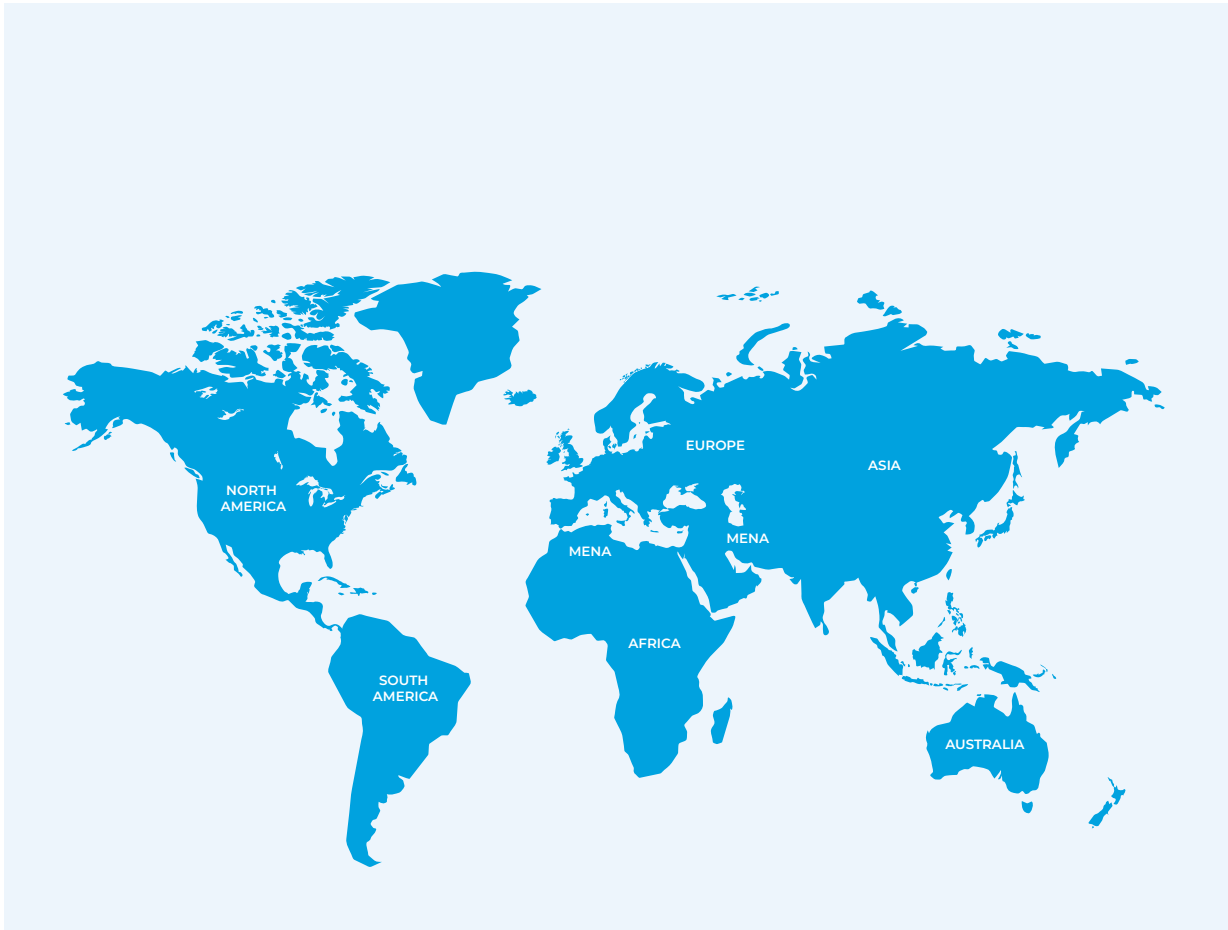 EUROPE
ASIA
NORTH
AMERICA
MENA
MENA
AFRICA
SOUTH
AMERICA
AUSTRALIA